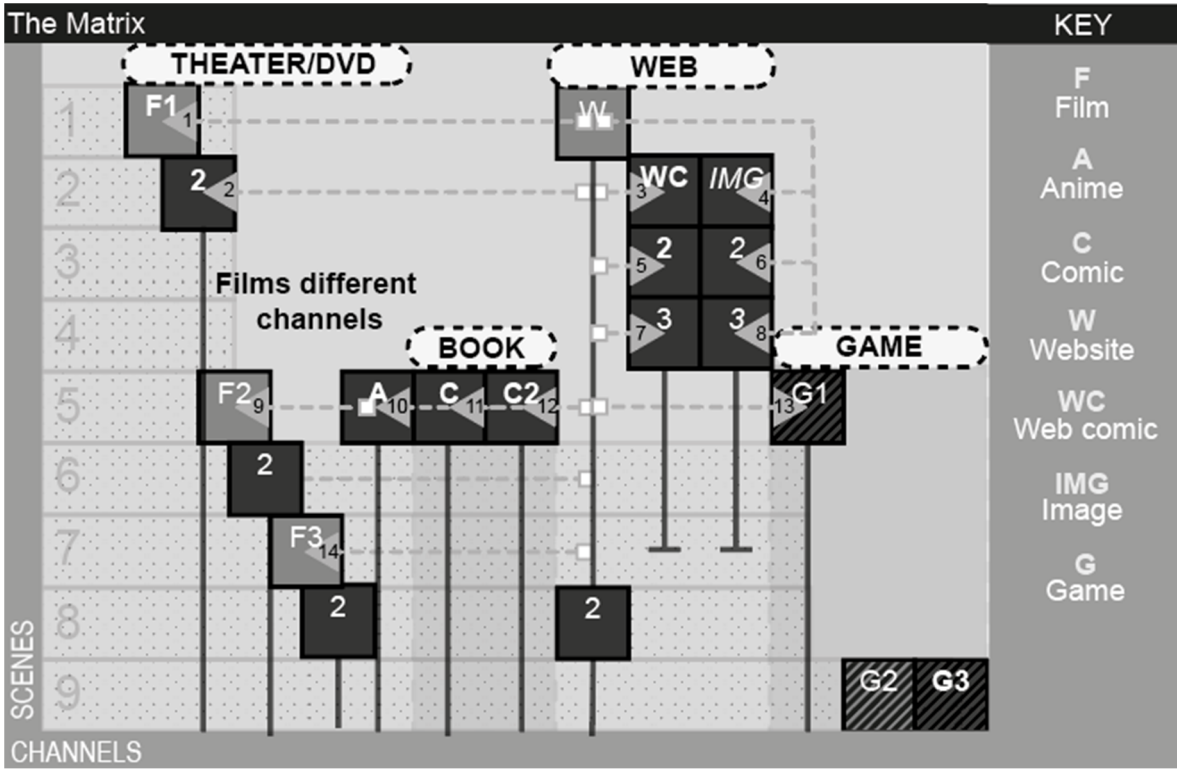 The Matrix
KEY
THEATER/DVD
WEB
1
F1
1
W
2
2
2
3
WC
IMG
4
3
5
2
2
6
Films different
channels
4
7
3
3
8
BOOK
GAME
5
F2
9
A
10
C
11
C2
12
13
G1
6
2
7
F3
14
8
2
2
9
G2
G3
SCENES
CHANNELS
F
Film
A
Anime
C
Comic
W
Website
WC
Web comic
IMG
Image
G
Game